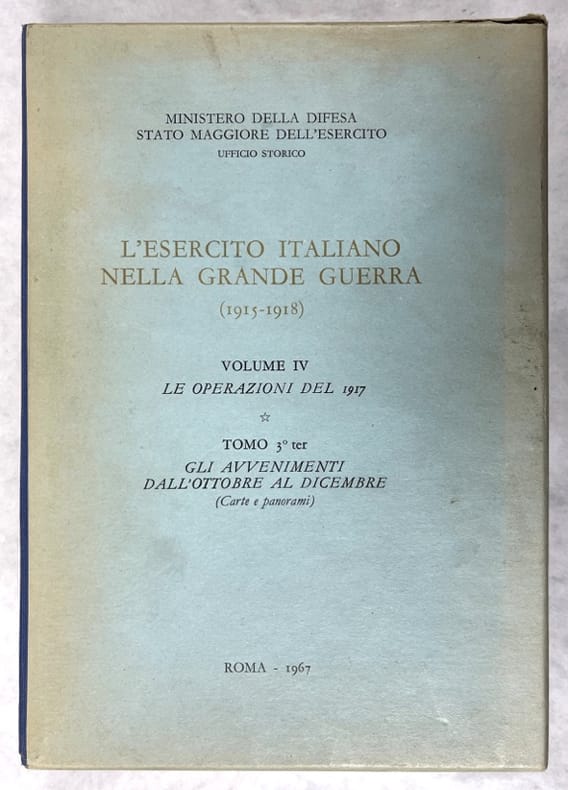 MINISTERO DELLA DIFESA
STATO MAGGIORE DELL'ESERCITO
UFFICIO STORICO
L'ESERCITO ITALIANO
NELLA GRANDE GUERRA
(1915-1918)
VOLUME IV
LE OPERAZIONI DEL 1917
☆
TOMO 3° ter
GLI AVVENIMENTI
DALL'OTTOBRE AL DICEMBRE
(Carte e panorami)
ROMA - 1967